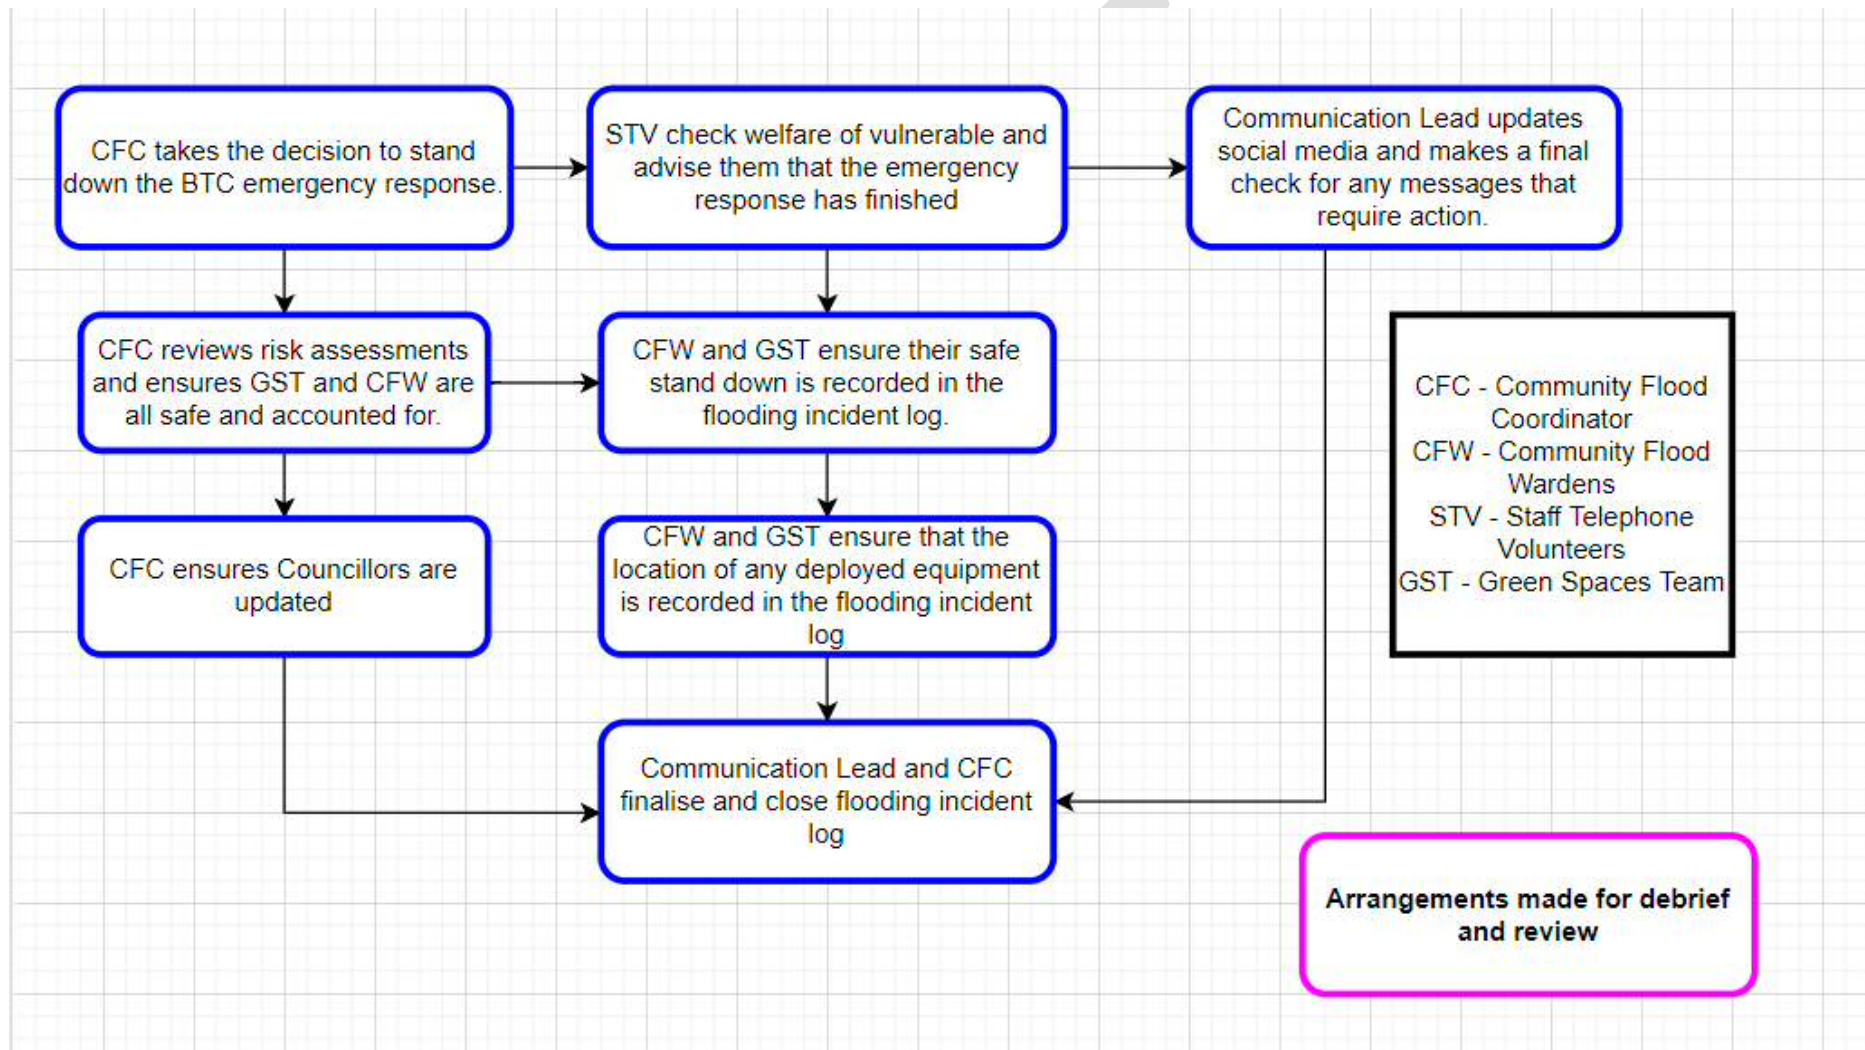 CFC takes the decision to stand
down the BTC emergency response.
STV check welfare of vulnerable and
advise them that the emergency
response has finished
Communication Lead updates
social media and makes a final
check for any messages that
require action.
CFC reviews risk assessments
and ensures GST and CFW are
all safe and accounted for.
CFW and GST ensure their safe
stand down is recorded in the
flooding incident log.
CFC - Community Flood
Coordinator
CFW - Community Flood
Wardens
STV - Staff Telephone
Volunteers
GST - Green Spaces Team
CFC ensures Councillors are
updated
CFW and GST ensure that the
location of any deployed equipment
is recorded in the flooding incident
log
Communication Lead and CFC
finalise and close flooding incident
log
Arrangements made for debrief
and review